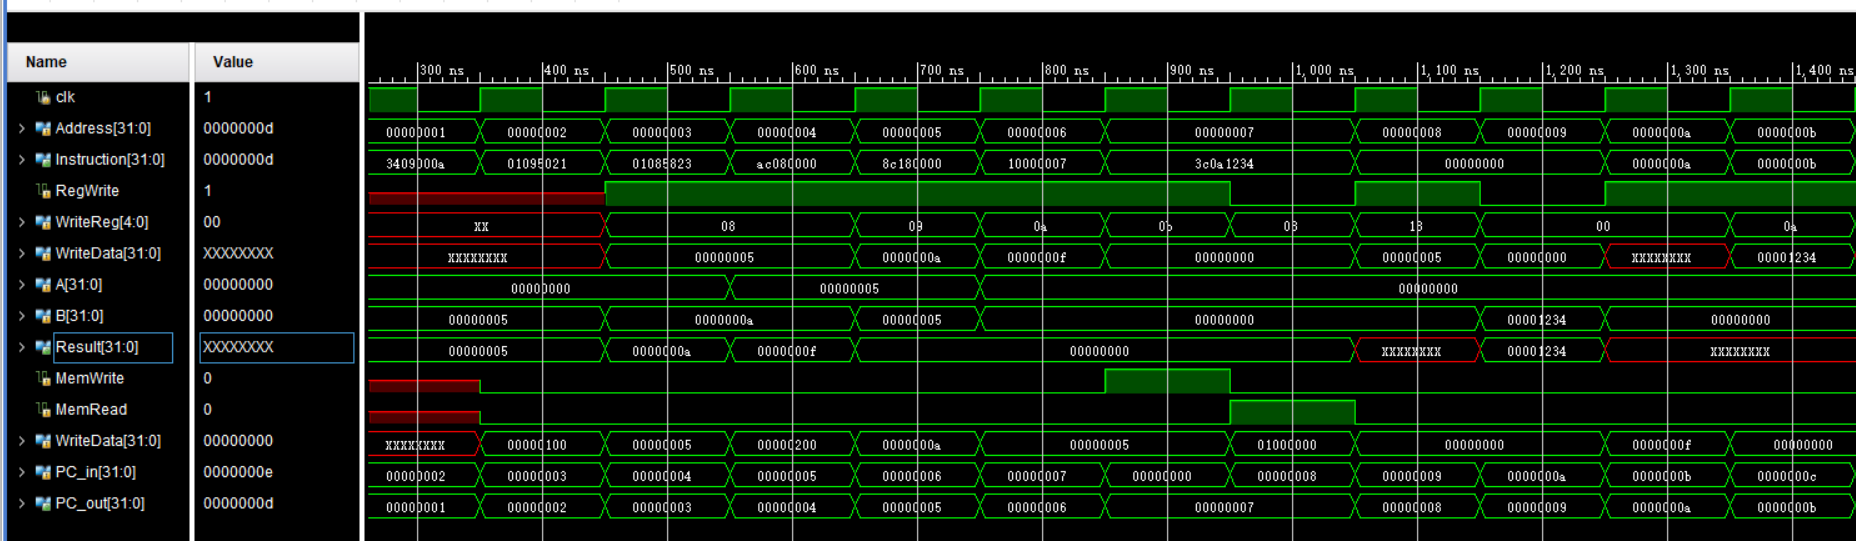 Name Value
300 ns 400 ns 500 ns 600 ns 700 ns 800 ns 900 ns 1,000 ns 1,100 ns 1,200 ns 1,300 ns 1,400 ns
clk 1
Address[31:0] 0000000d 00000001 00000002 00000003 00000004 00000005 00000006 00000007 00000008 00000009 0000000a 0000000b
Instruction[31:0] 0000000d 3409000a 01095021 01085823 ac080000 8c180000 10000007 3c0a1234 00000000 0000000a 0000000b
RegWrite 1
WriteReg[4:0] 00 XX 08 09 0a 0b 08 18 00 0a
WriteData[31:0] XXXXXXXX XXXXXXXX 00000005 0000000a 0000000f 00000000 00000005 00000000 XXXXXXXX 00001234
A[31:0] 00000000 00000000 00000005 00000000
B[31:0] 00000000 00000005 0000000a 00000005 00000000 00001234 00000000
Result[31:0] XXXXXXXX 00000005 0000000a 0000000f 00000000 XXXXXXXX 00001234 XXXXXXXX
MemWrite 0
MemRead 0
WriteData[31:0] 00000000 XXXXXXXX 00000100 00000005 00000200 0000000a 00000005 01000000 00000000 0000000f 00000000
PC_in[31:0] 0000000e 00000002 00000003 00000004 00000005 00000006 00000007 00000000 00000008 00000009 0000000a 0000000b 0000000c
PC_out[31:0] 0000000d 00000001 00000002 00000003 00000004 00000005 00000006 00000007 00000008 00000009 0000000a 0000000b